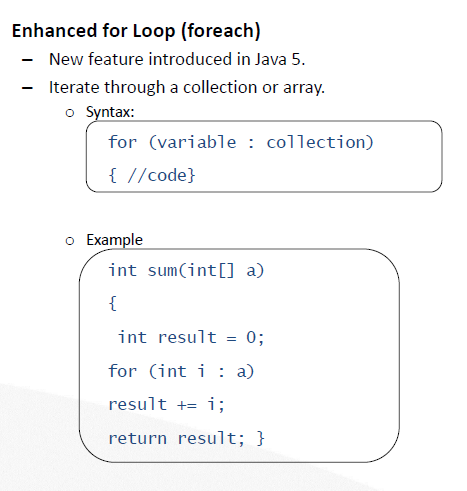 Enhanced for Loop (foreach)
– New feature introduced in Java 5.
– Iterate through a collection or array.
o Syntax:
for (variable : collection)
{ //code}
o Example
int sum(int[] a)
{
int result = 0;
for (int i : a)
result += i;
return result; }